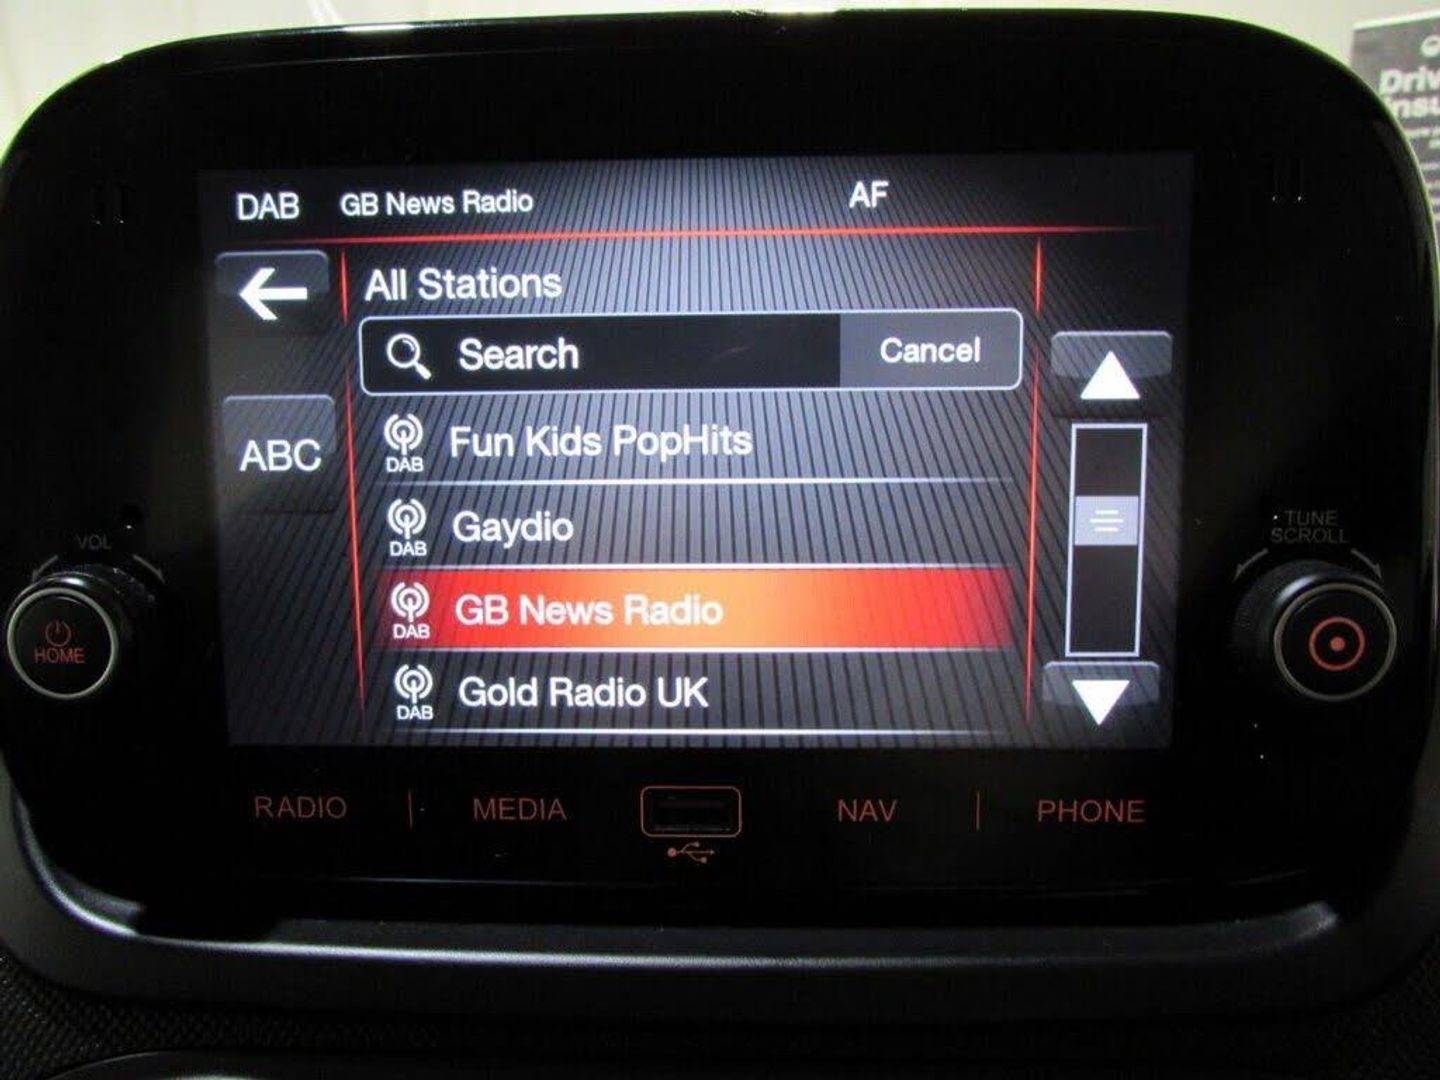 DAB GB News Radio AF
All Stations
Search Cancel
ABC
DAB Fun Kids PopHits
DAB Gaydio
DAB GB News Radio
DAB Gold Radio UK
VOL
HOME
TUNE
SCROLL
RADIO MEDIA NAV PHONE